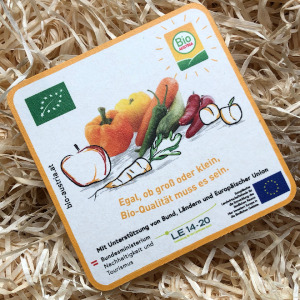 Bio
AUSTRIA
bio-austria.at
Egal, ob groß oder klein,
Bio-Qualität muss es sein.
Mit Unterstützung von Bund, Ländern und Europäischer Union
Bundesministerium
Nachhaltigkeit und
Tourismus
LE 14-20